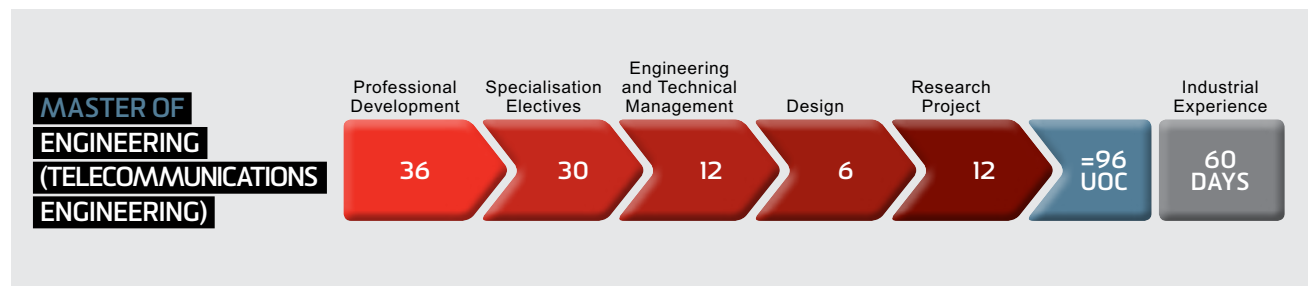 MASTER OF
ENGINEERING
(TELECOMMUNICATIONS
ENGINEERING)
Professional
Development
36
Specialisation
Electives
30
Engineering
and Technical
Management
12
Design
6
Research
Project
12
=96
UOC
Industrial
Experience
60
DAYS